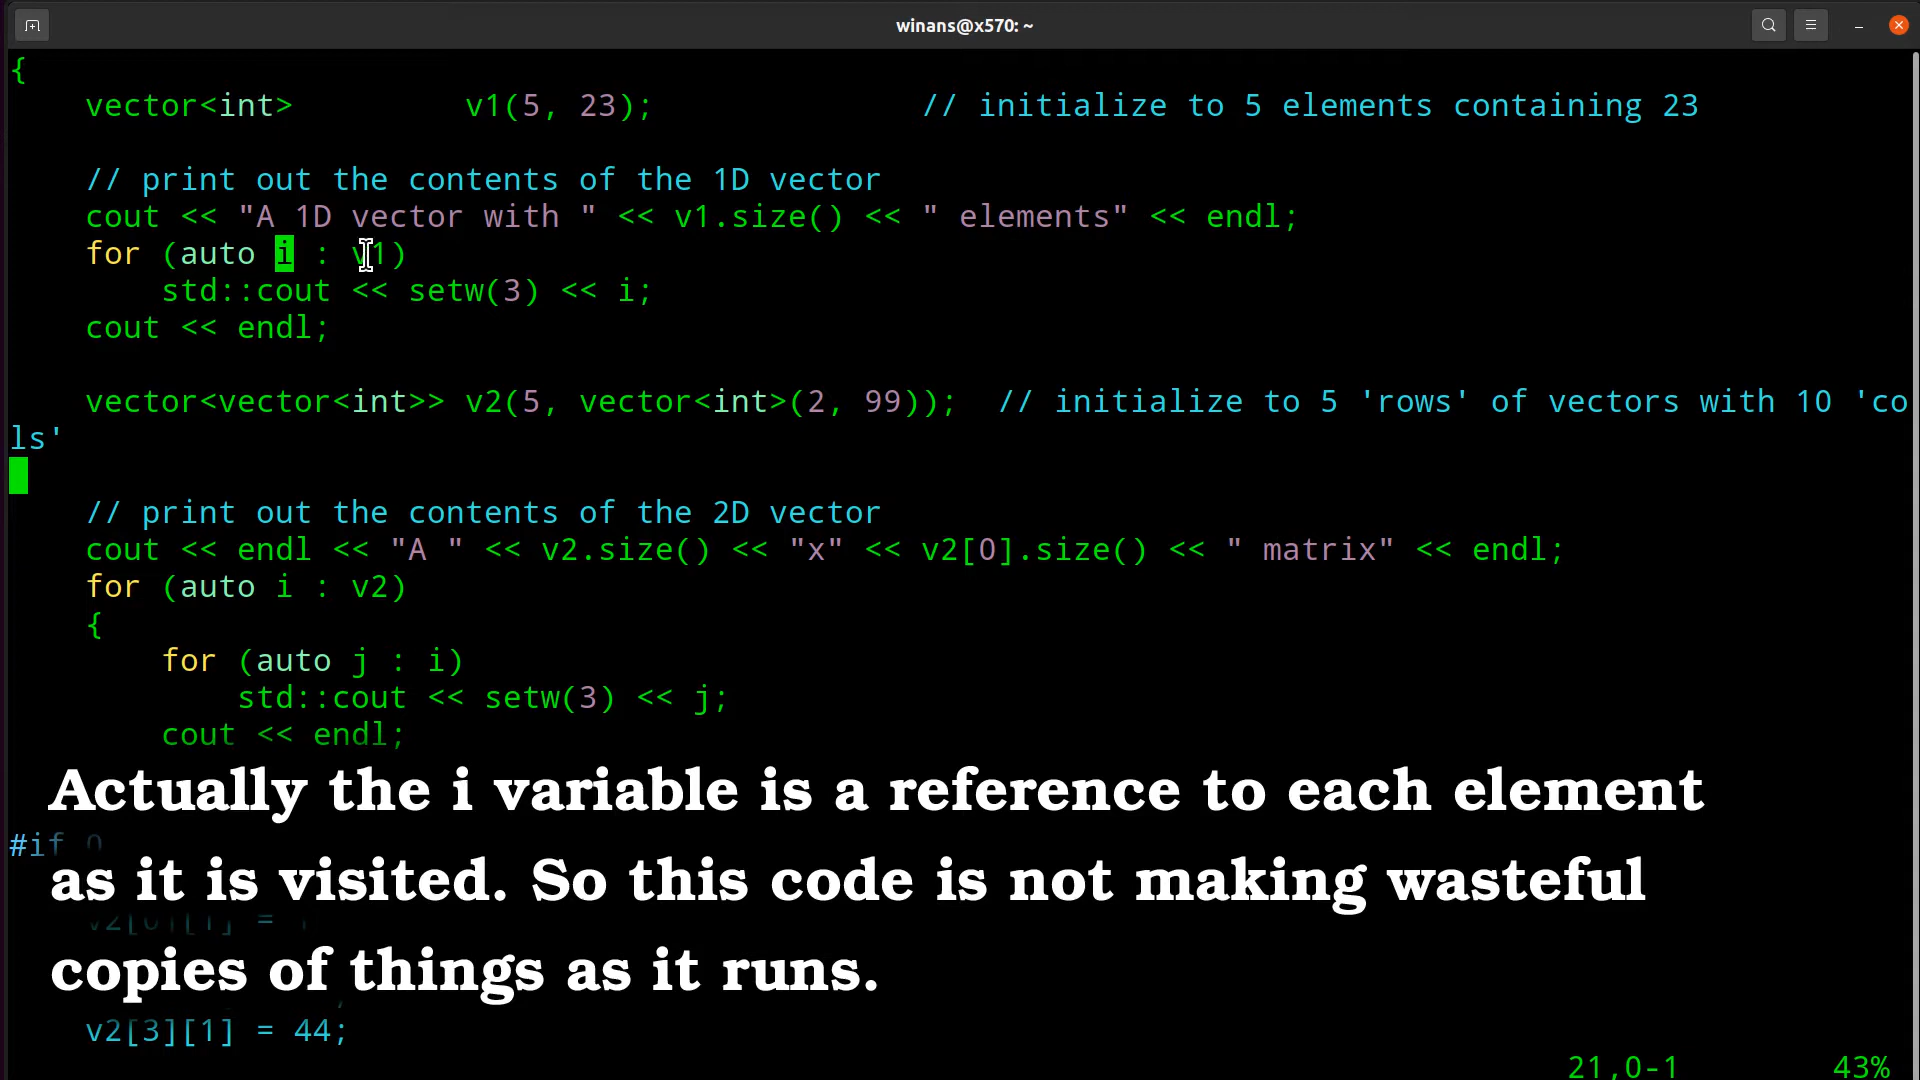 winans@x570: ~
{
    vector<int>         v1(5, 23);              // initialize to 5 elements containing 23
    // print out the contents of the 1D vector
    cout << "A 1D vector with " << v1.size() << " elements" << endl;
    for (auto i : v1)
        std::cout << setw(3) << i;
    cout << endl;
    vector<vector<int>> v2(5, vector<int>(2, 99));  // initialize to 5 'rows' of vectors with 10 'co
ls'
    // print out the contents of the 2D vector
    cout << endl << "A " << v2.size() << "x" << v2[0].size() << " matrix" << endl;
    for (auto i : v2)
    {
        for (auto j : i)
            std::cout << setw(3) << j;
        cout << endl;
Actually the i variable is a reference to each element
#if 0
as it is visited. So this code is not making wasteful
copies of things as it runs.
    v2[3][1] = 44;
21,0-1        43%